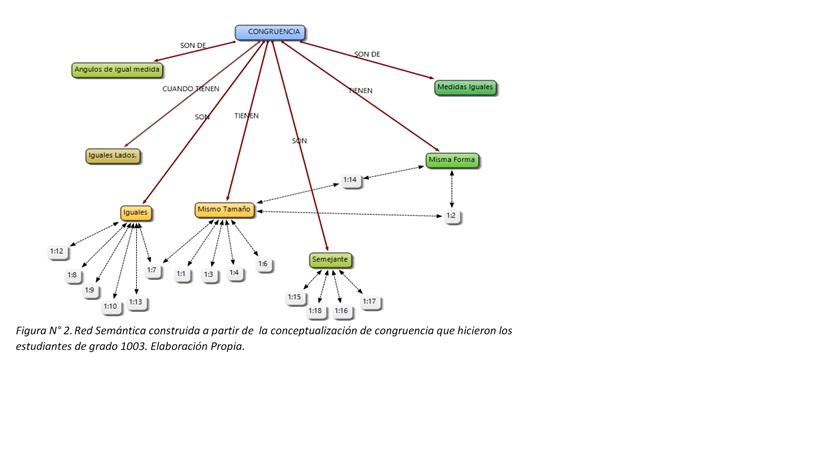 CONGRUENCIA
SON DE
SON DE
Angulos de igual medida
CUANDO TIENEN
TIENEN
Medidas Iguales
SON
TIENEN
SON
Iguales Lados.
Misma Forma
1:14
Iguales
Mismo Tamaño
1:2
1:12
1:8
1:9
1:10
1:13
1:7
1:1
1:3
1:4
1:6
Semejante
1:15
1:18
1:16
1:17
Figura N° 2. Red Semántica construida a partir de la conceptualización de congruencia que hicieron los
estudiantes de grado 1003. Elaboración Propia.